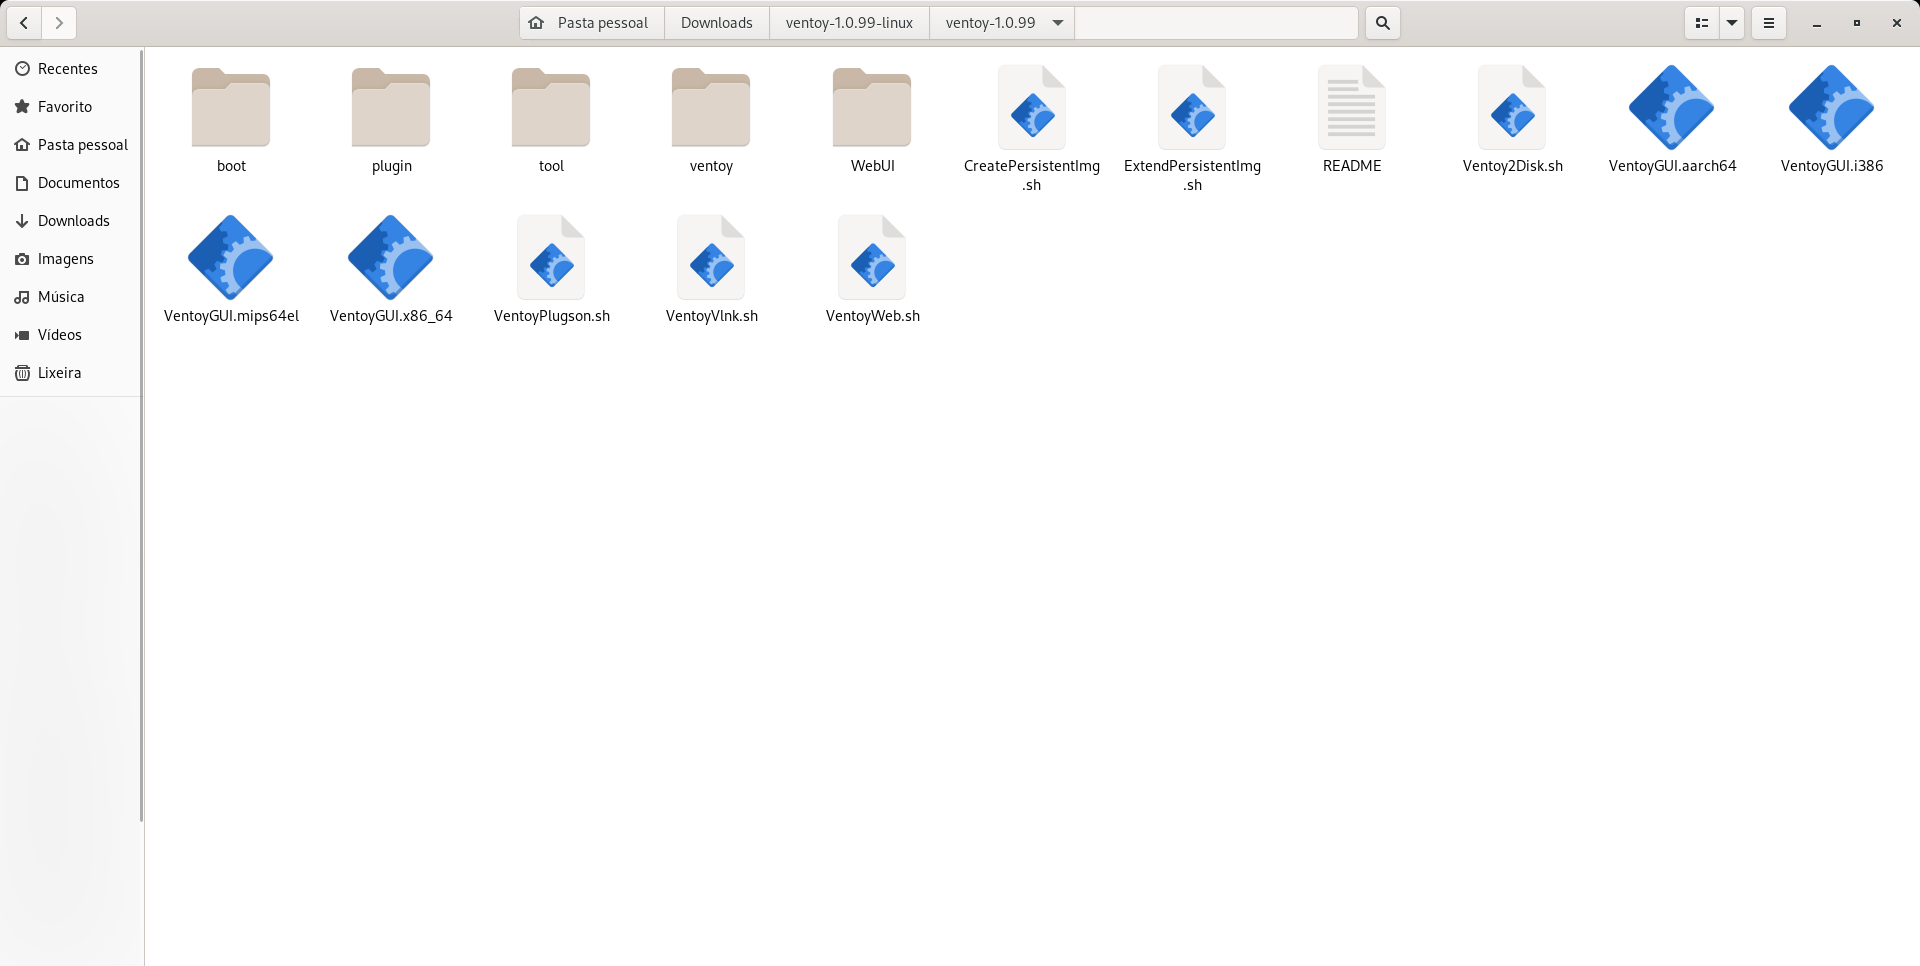 Pasta pessoal
Downloads
ventoy-1.0.99-linux
ventoy-1.0.99
Recentes
Favorito
Pasta pessoal
Documentos
Downloads
Imagens
Música
Vídeos
Lixeira
boot
plugin
tool
ventoy
WebUI
CreatePersistentImg
.sh
ExtendPersistentImg
.sh
README
Ventoy2Disk.sh
VentoyGUI.aarch64
VentoyGUI.i386
VentoyGUI.mips64el
VentoyGUI.x86_64
VentoyPlugson.sh
VentoyVlnk.sh
VentoyWeb.sh